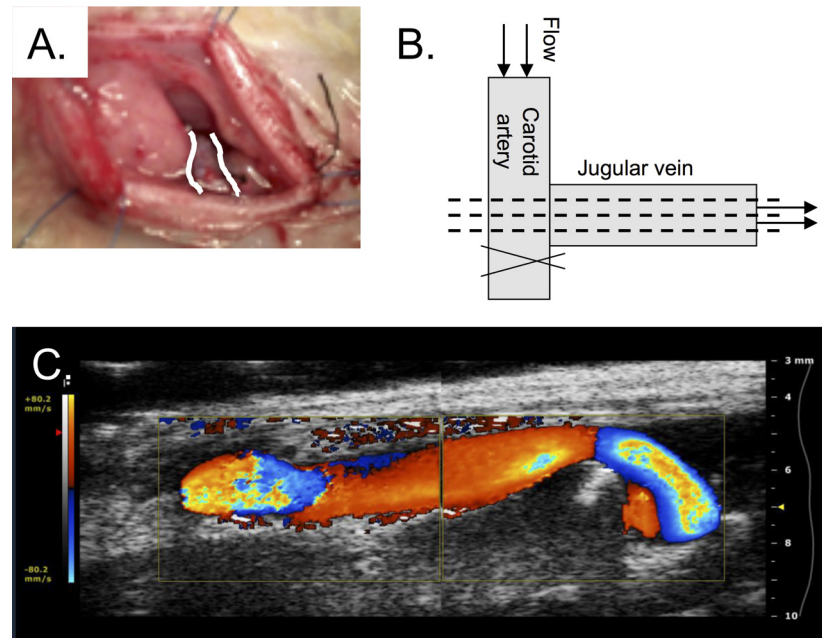 A.
B.
Flow
Carotid
artery
Jugular vein
C.
+80.2
mm/s
-80.2
mm/s
3 mm
4
6
8
10